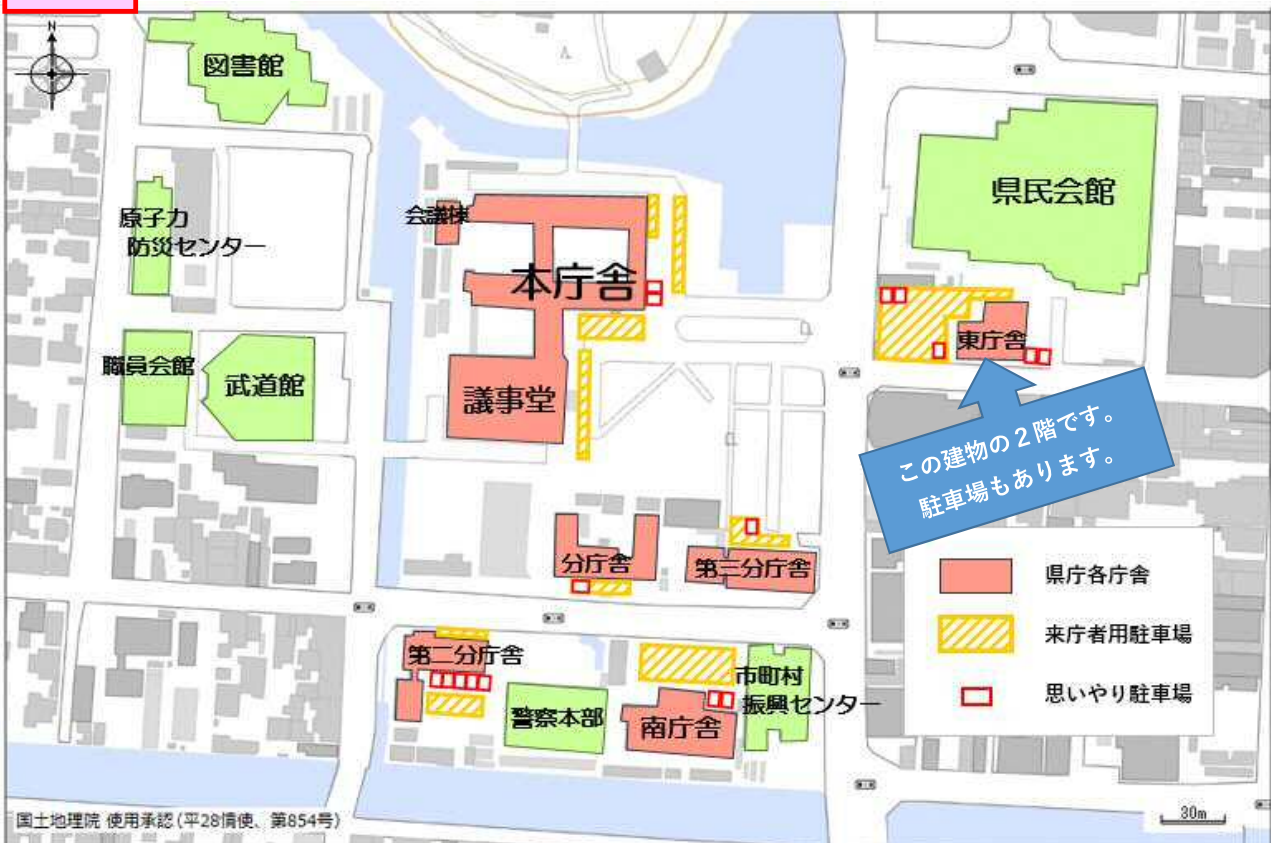 N
図書館
県民会館
原子力
防災センター
会議棟
本庁舎
東庁舎
職員会館
武道館
議事堂
この建物の2階です。
駐車場もあります。
分庁舎
第三分庁舎
県庁各庁舎
来庁者用駐車場
思いやり駐車場
第二分庁舎
市町村
振興センター
警察本部
南庁舎
国土地理院 使用承認(平28情使、第854号)
30m